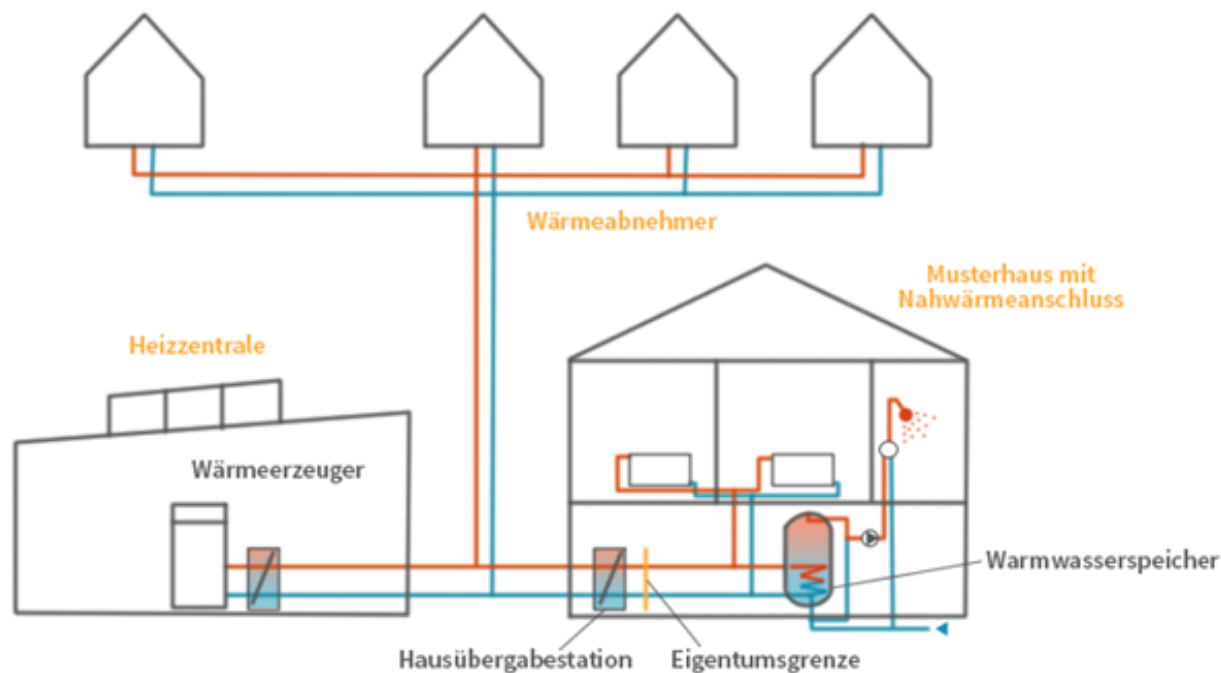 Wärmeabnehmer
Musterhaus mit
Nahwärmeanschluss
Heizzentrale
Wärmeerzeuger
Warmwasserspeicher
Hausübergabestation
Eigentumsgrenze